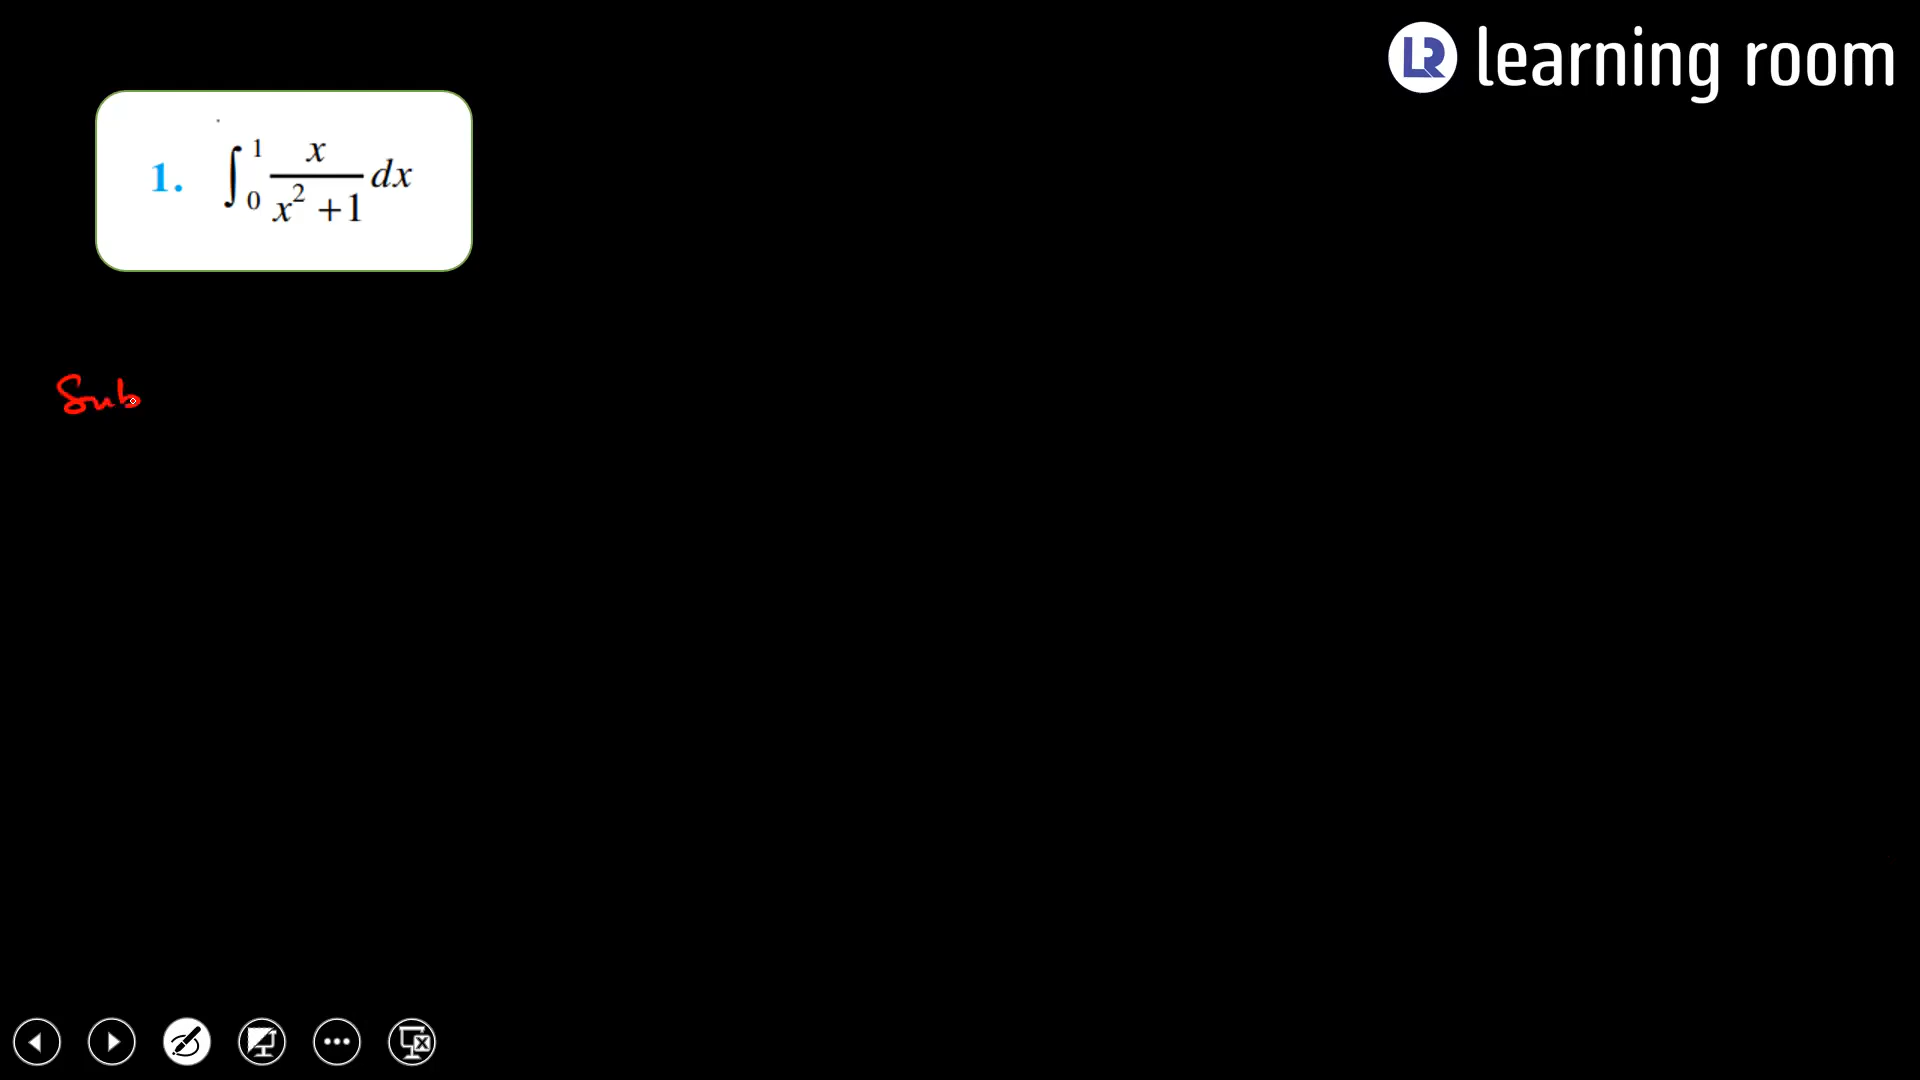 learning room
1. ∫₀¹ x/(x² +1) dx
Sub